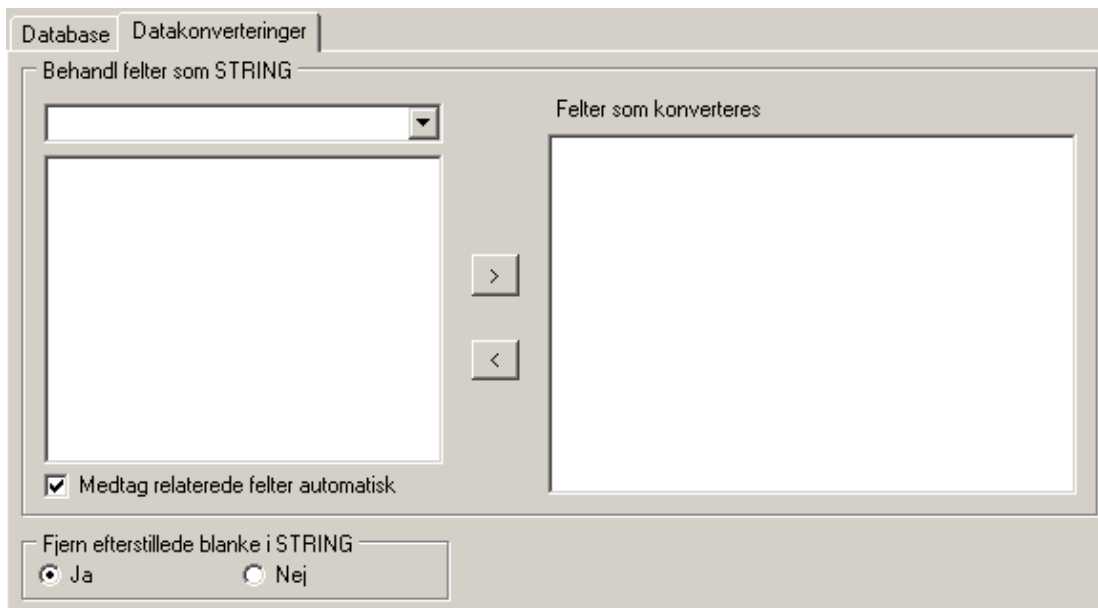 Database
Datakonverteringer
Behandl felter som STRING
Felter som konverteres
>
<
Medtag relaterede felter automatisk
Fjern efterstillede blanke i STRING
Ja
Nej